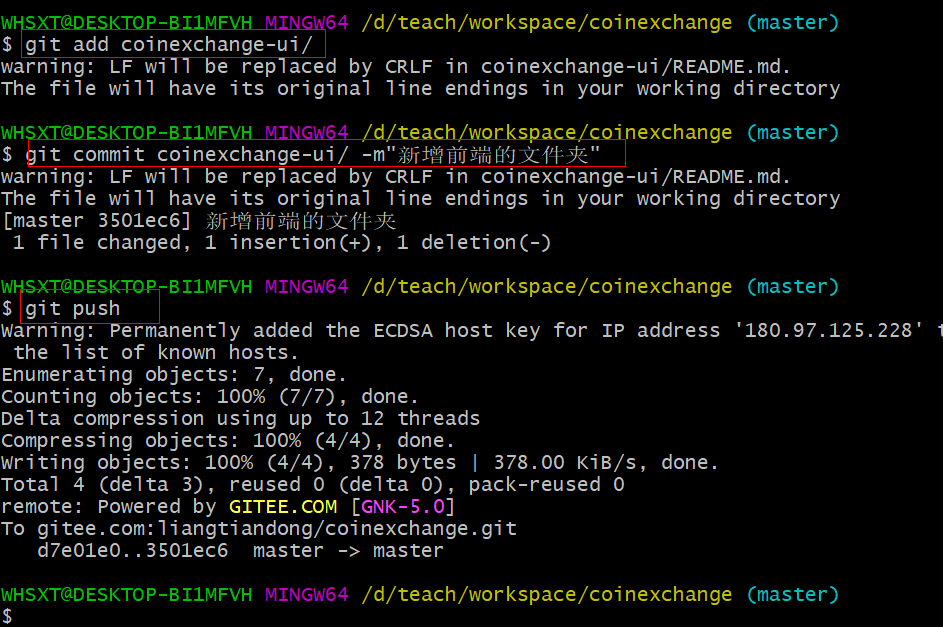 WHSXT@DESKTOP-BI1MFVH MINGW64 /d/teach/workspace/coinexchange (master)
$ git add coinexchange-ui/
warning: LF will be replaced by CRLF in coinexchange-ui/README.md.
The file will have its original line endings in your working directory
WHSXT@DESKTOP-BI1MFVH MINGW64 /d/teach/workspace/coinexchange (master)
$ git commit coinexchange-ui/ -m"新增前端的文件夹"
warning: LF will be replaced by CRLF in coinexchange-ui/README.md.
The file will have its original line endings in your working directory
[master 3501ec6] 新增前端的文件夹
1 file changed, 1 insertion(+), 1 deletion(-)
WHSXT@DESKTOP-BI1MFVH MINGW64 /d/teach/workspace/coinexchange (master)
$ git push
Warning: Permanently added the ECDSA host key for IP address '180.97.125.228'
the list of known hosts.
Enumerating objects: 7, done.
Counting objects: 100% (7/7), done.
Delta compression using up to 12 threads
Compressing objects: 100% (4/4), done.
Writing objects: 100% (4/4), 378 bytes | 378.00 KiB/s, done.
Total 4 (delta 3), reused 0 (delta 0), pack-reused 0
remote: Powered by GITEE.COM [GNK-5.0]
To gitee.com:liangtiandong/coinexchange.git
d7e01e0..3501ec6  master -> master
WHSXT@DESKTOP-BI1MFVH MINGW64 /d/teach/workspace/coinexchange (master)
$